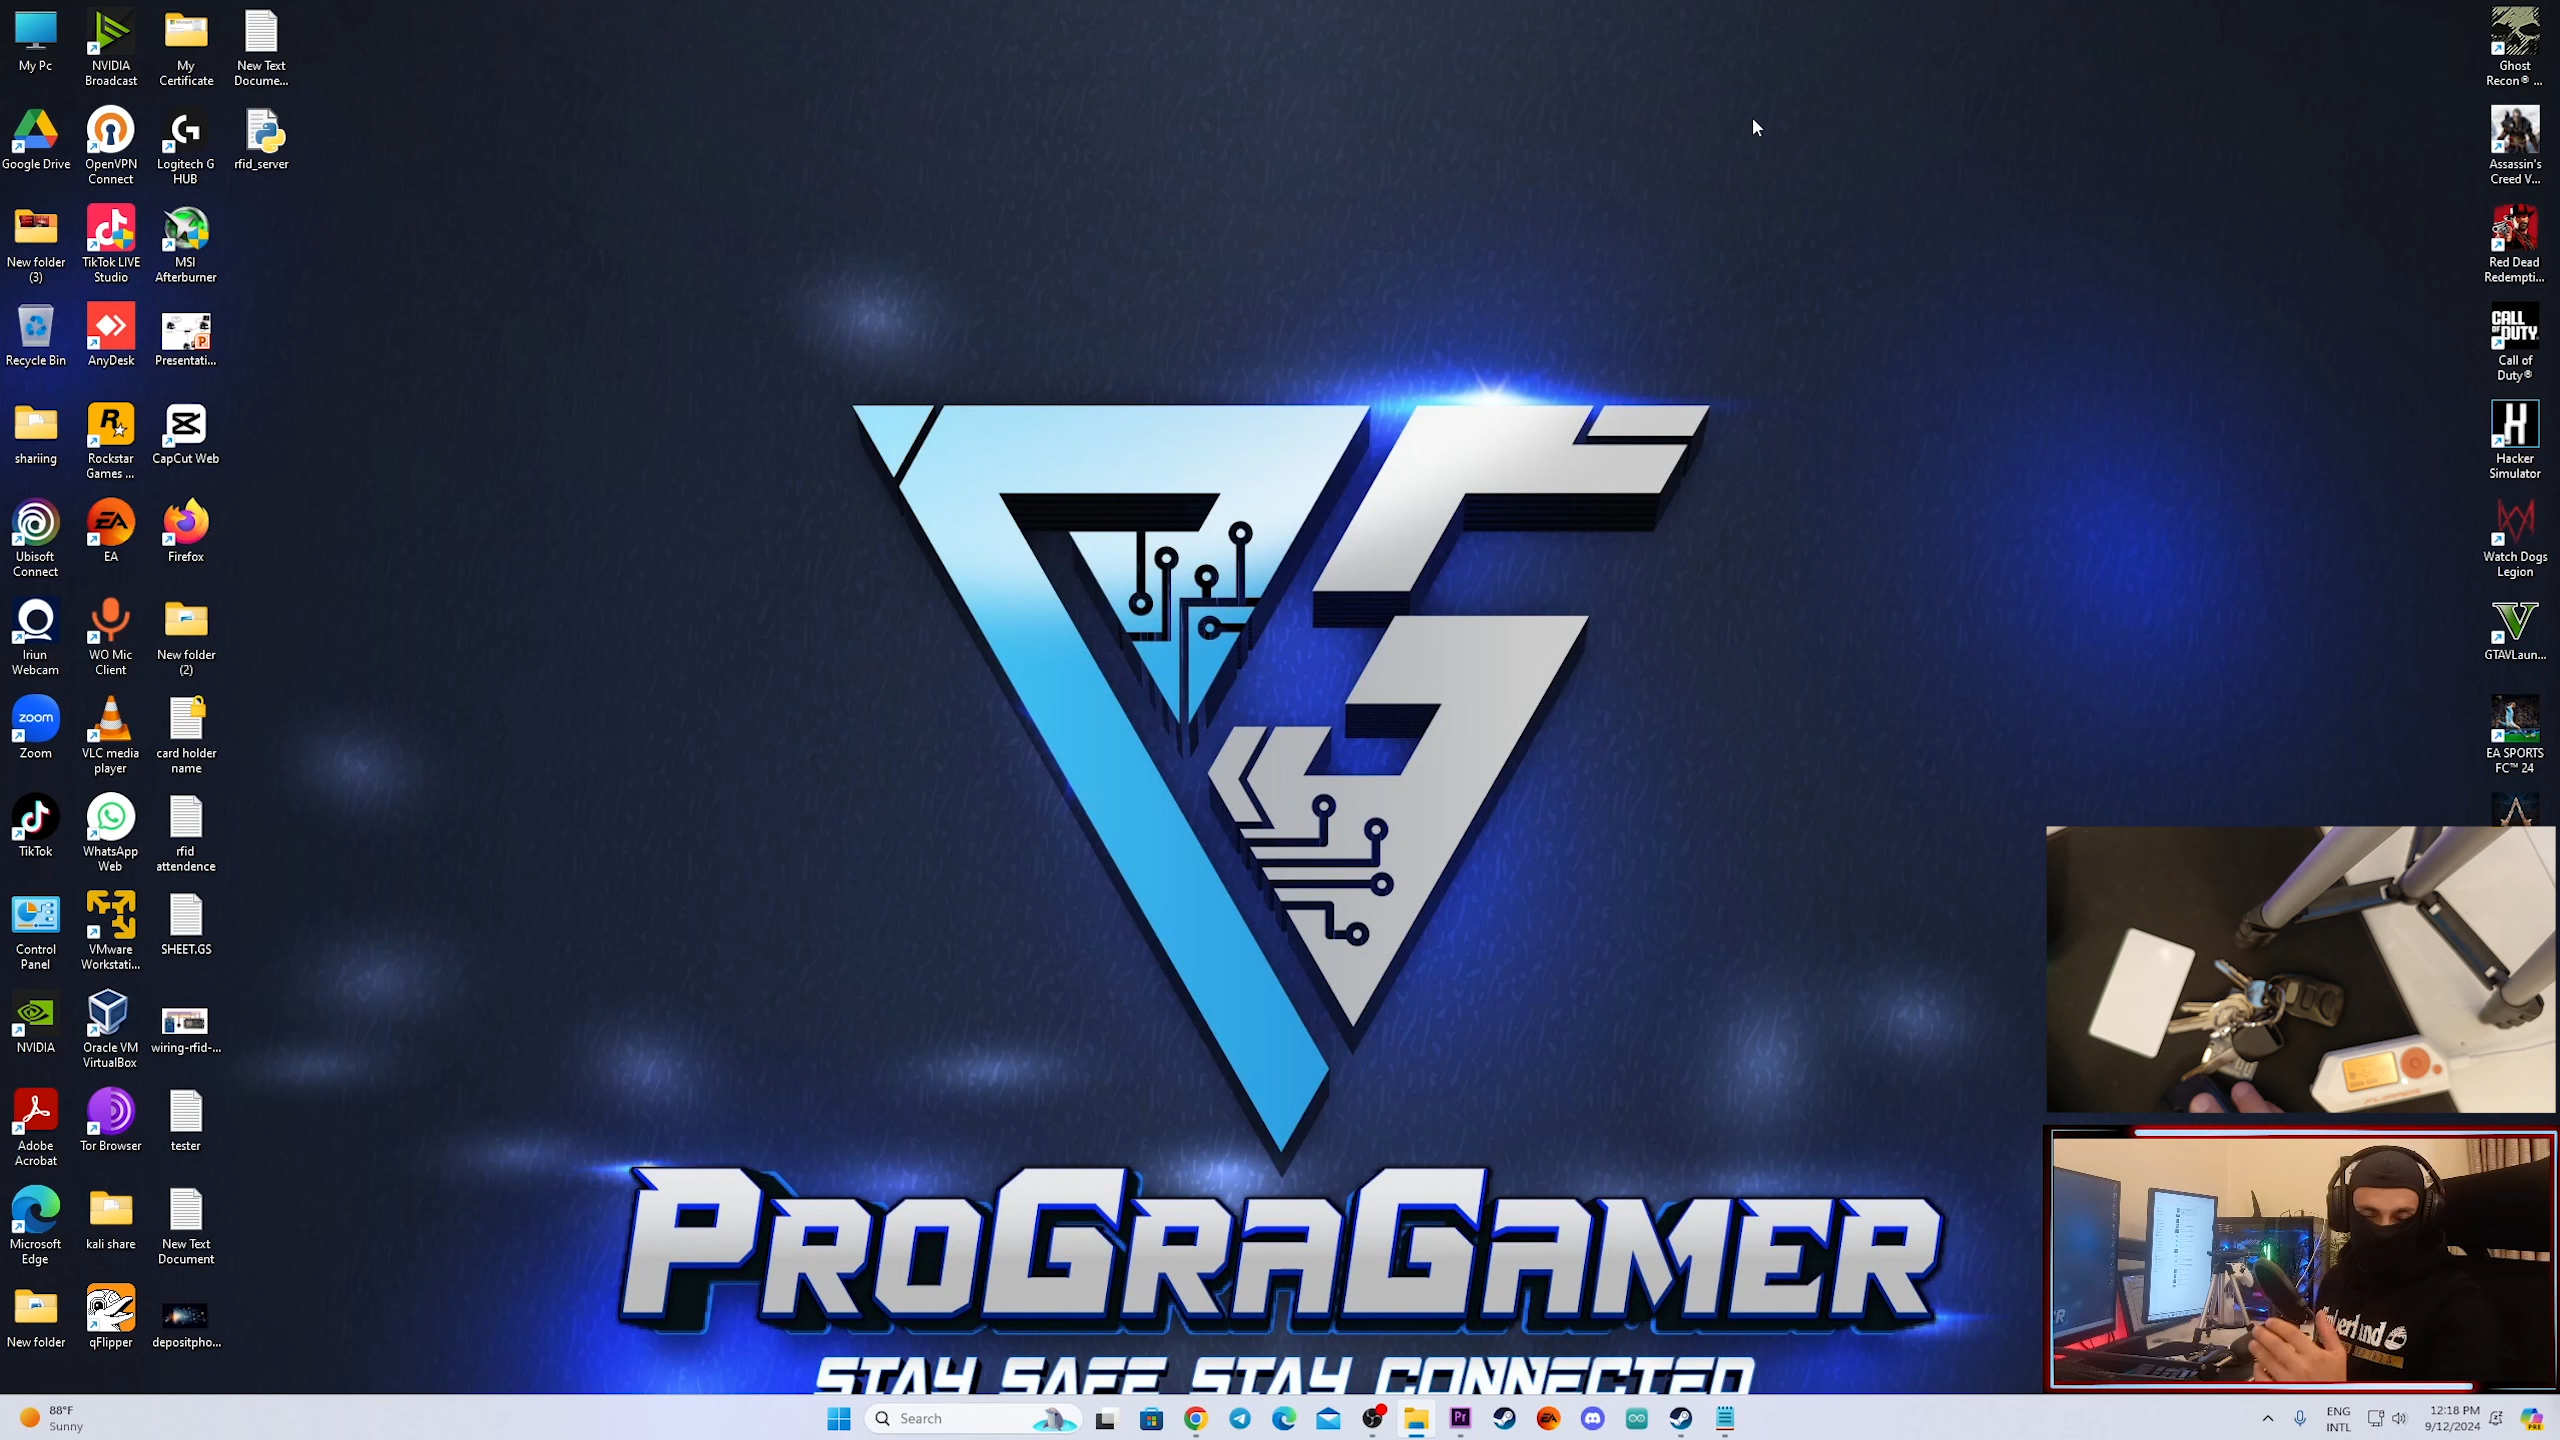 My Pc
NVIDIA
Broadcast
My
Certificate
New Text
Docume...
Google Drive
OpenVPN
Connect
Logitech G
HUB
rfid_server
New folder
(3)
TikTok LIVE
Studio
MSI
Afterburner
Recycle Bin
AnyDesk
Presentati...
shariing
Rockstar
Games ...
CapCut Web
Ubisoft
Connect
EA
Firefox
Iriun
Webcam
WO Mic
Client
New folder
(2)
zoom
Zoom
VLC media
player
card holder
name
TikTok
WhatsApp
Web
rfid
attendence
Control
Panel
VMware
Workstati...
SHEET.GS
NVIDIA
Oracle VM
VirtualBox
wiring-rfid-...
Adobe
Acrobat
Tor Browser
tester
Microsoft
Edge
kali share
New Text
Document
New folder
qFlipper
depositpho...
Ghost
Recon® ...
Assassin's
Creed V...
Red Dead
Redempti...
CALL
OF DUTY
Call of
Duty®
Hacker
Simulator
Watch Dogs
Legion
GTAVLaun...
EA SPORTS
FC™ 24
PROGRAGAMER
STAY SAFE STAY CONNECTED
88°F
Sunny
Search
Pr
ENG
INTL
12:18 PM
9/12/2024
PRE